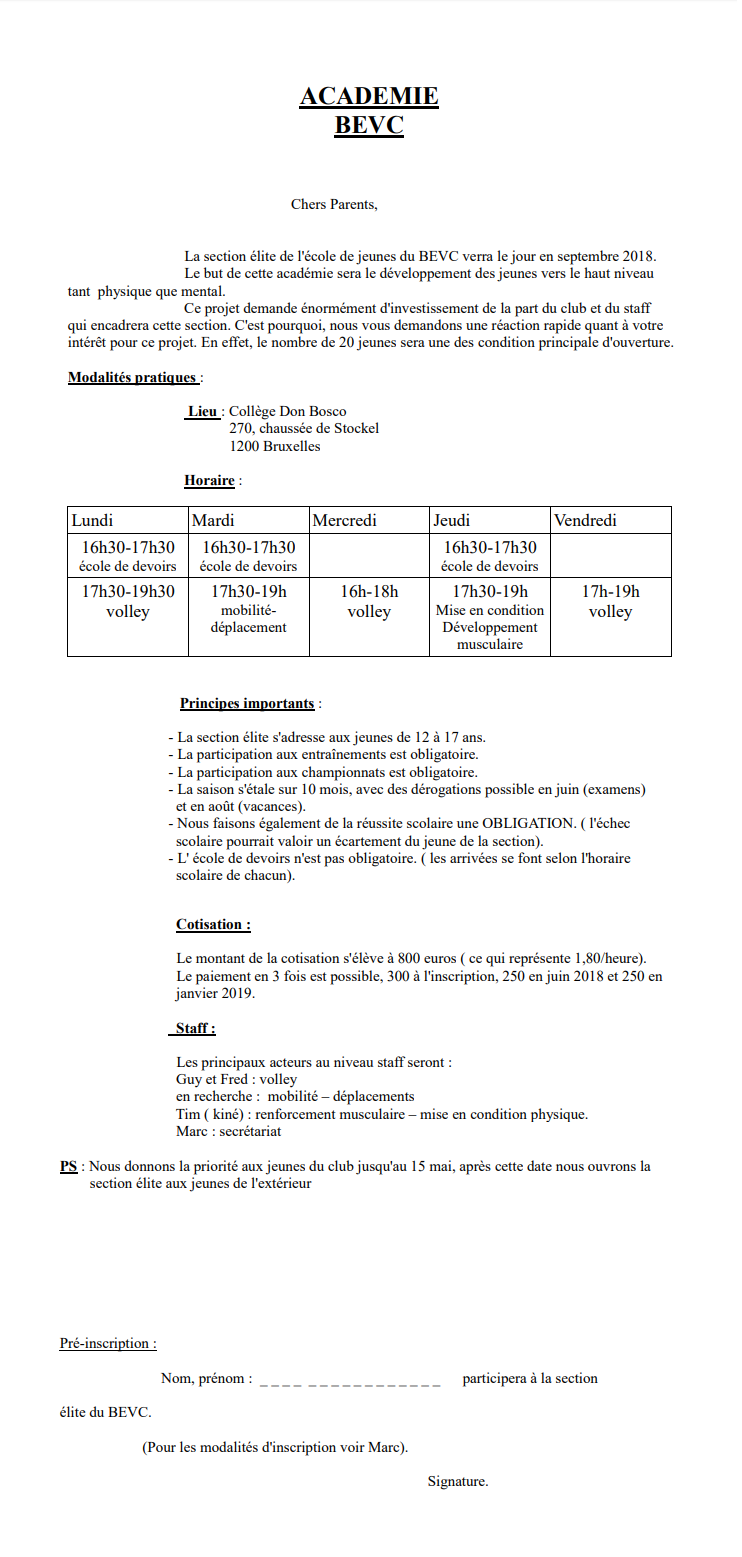 ACADEMIE
BEVC
Chers Parents,
La section élite de l'école de jeunes du BEVC verra le jour en septembre 2018.
Le but de cette académie sera le développement des jeunes vers le haut niveau
tant physique que mental.
Ce projet demande énormément d'investissement de la part du club et du staff
qui encadrera cette section. C'est pourquoi, nous vous demandons une réaction rapide quant à votre
intérêt pour ce projet. En effet, le nombre de 20 jeunes sera une des condition principale d'ouverture.
Modalités pratiques :
Lieu : Collège Don Bosco
270, chaussée de Stockel
1200 Bruxelles
Horaire :
Lundi Mardi Mercredi Jeudi Vendredi
16h30-17h30 16h30-17h30 16h30-17h30
école de devoirs école de devoirs école de devoirs
17h30-19h30 17h30-19h 16h-18h 17h30-19h 17h-19h
volley mobilité- volley Mise en condition volley
déplacement Développement
musculaire
Principes importants :
- La section élite s'adresse aux jeunes de 12 à 17 ans.
- La participation aux entraînements est obligatoire.
- La participation aux championnats est obligatoire.
- La saison s'étale sur 10 mois, avec des dérogations possible en juin (examens)
et en août (vacances).
- Nous faisons également de la réussite scolaire une OBLIGATION. ( l'échec
scolaire pourrait valoir un écartement du jeune de la section).
- L' école de devoirs n'est pas obligatoire. ( les arrivées se font selon l'horaire
scolaire de chacun).
Cotisation :
Le montant de la cotisation s'élève à 800 euros ( ce qui représente 1,80/heure).
Le paiement en 3 fois est possible, 300 à l'inscription, 250 en juin 2018 et 250 en
janvier 2019.
Staff :
Les principaux acteurs au niveau staff seront :
Guy et Fred : volley
en recherche : mobilité – déplacements
Tim ( kiné) : renforcement musculaire – mise en condition physique.
Marc : secrétariat
PS : Nous donnons la priorité aux jeunes du club jusqu'au 15 mai, après cette date nous ouvrons la
section élite aux jeunes de l'extérieur
Pré-inscription :
Nom, prénom : _ _ _ _ _ _ _ _ _ _ _ _ _ _ _ _ participera à la section
élite du BEVC.
(Pour les modalités d'inscription voir Marc).
Signature.